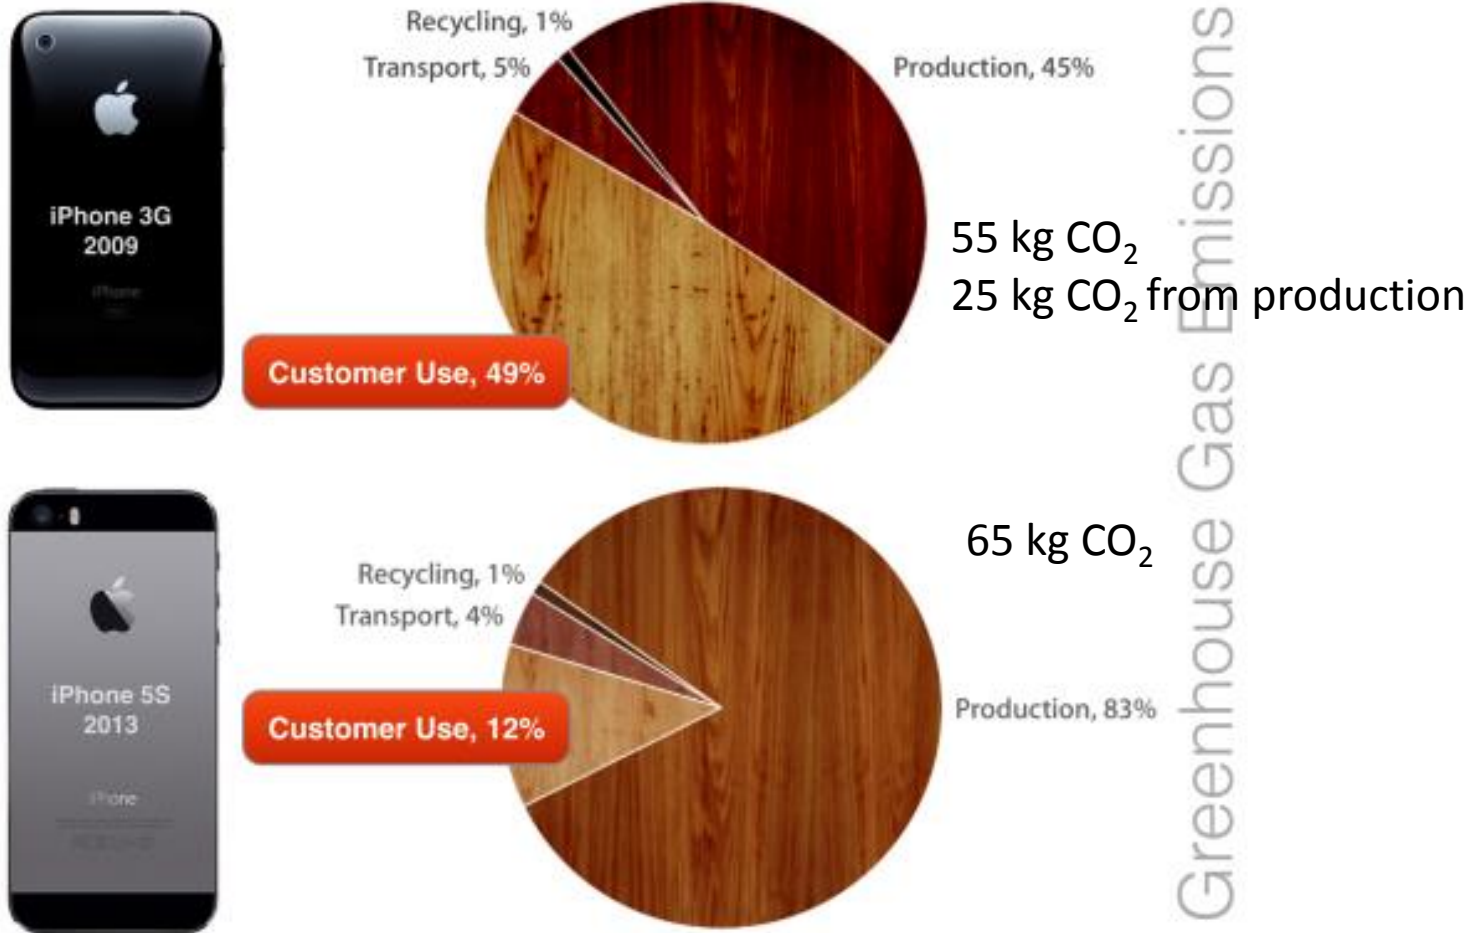 Recycling, 1%
Transport, 5%
Production, 45%
iPhone 3G
2009
iPhone
55 kg CO₂
25 kg CO₂ from production
Customer Use, 49%
Greenhouse Gas Emissions
65 kg CO₂
Recycling, 1%
Transport, 4%
iPhone 5S
2013
Customer Use, 12%
Production, 83%
iPhone